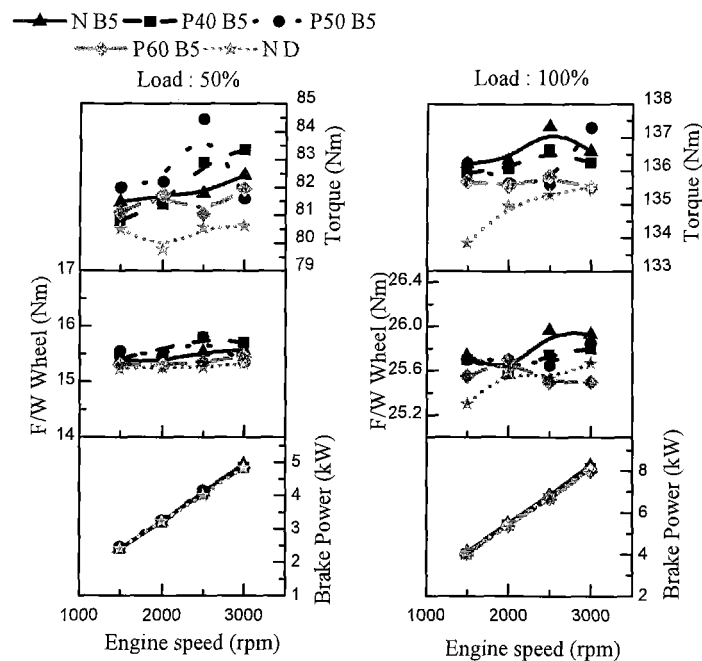 N B5 P40 B5 P50 B5
P60 B5 N D
Load : 50%
Load : 100%
85
84
83
82
81
80
79
Torque (Nm)
138
137
136
135
134
133
Torque (Nm)
17
16
15
14
F/W Wheel (Nm)
26.4
26.0
25.6
25.2
F/W Wheel (Nm)
5
4
3
2
1
Brake Power (kW)
8
6
4
2
Brake Power (kW)
1000 2000 3000
Engine speed (rpm)
1000 2000 3000
Engine speed (rpm)